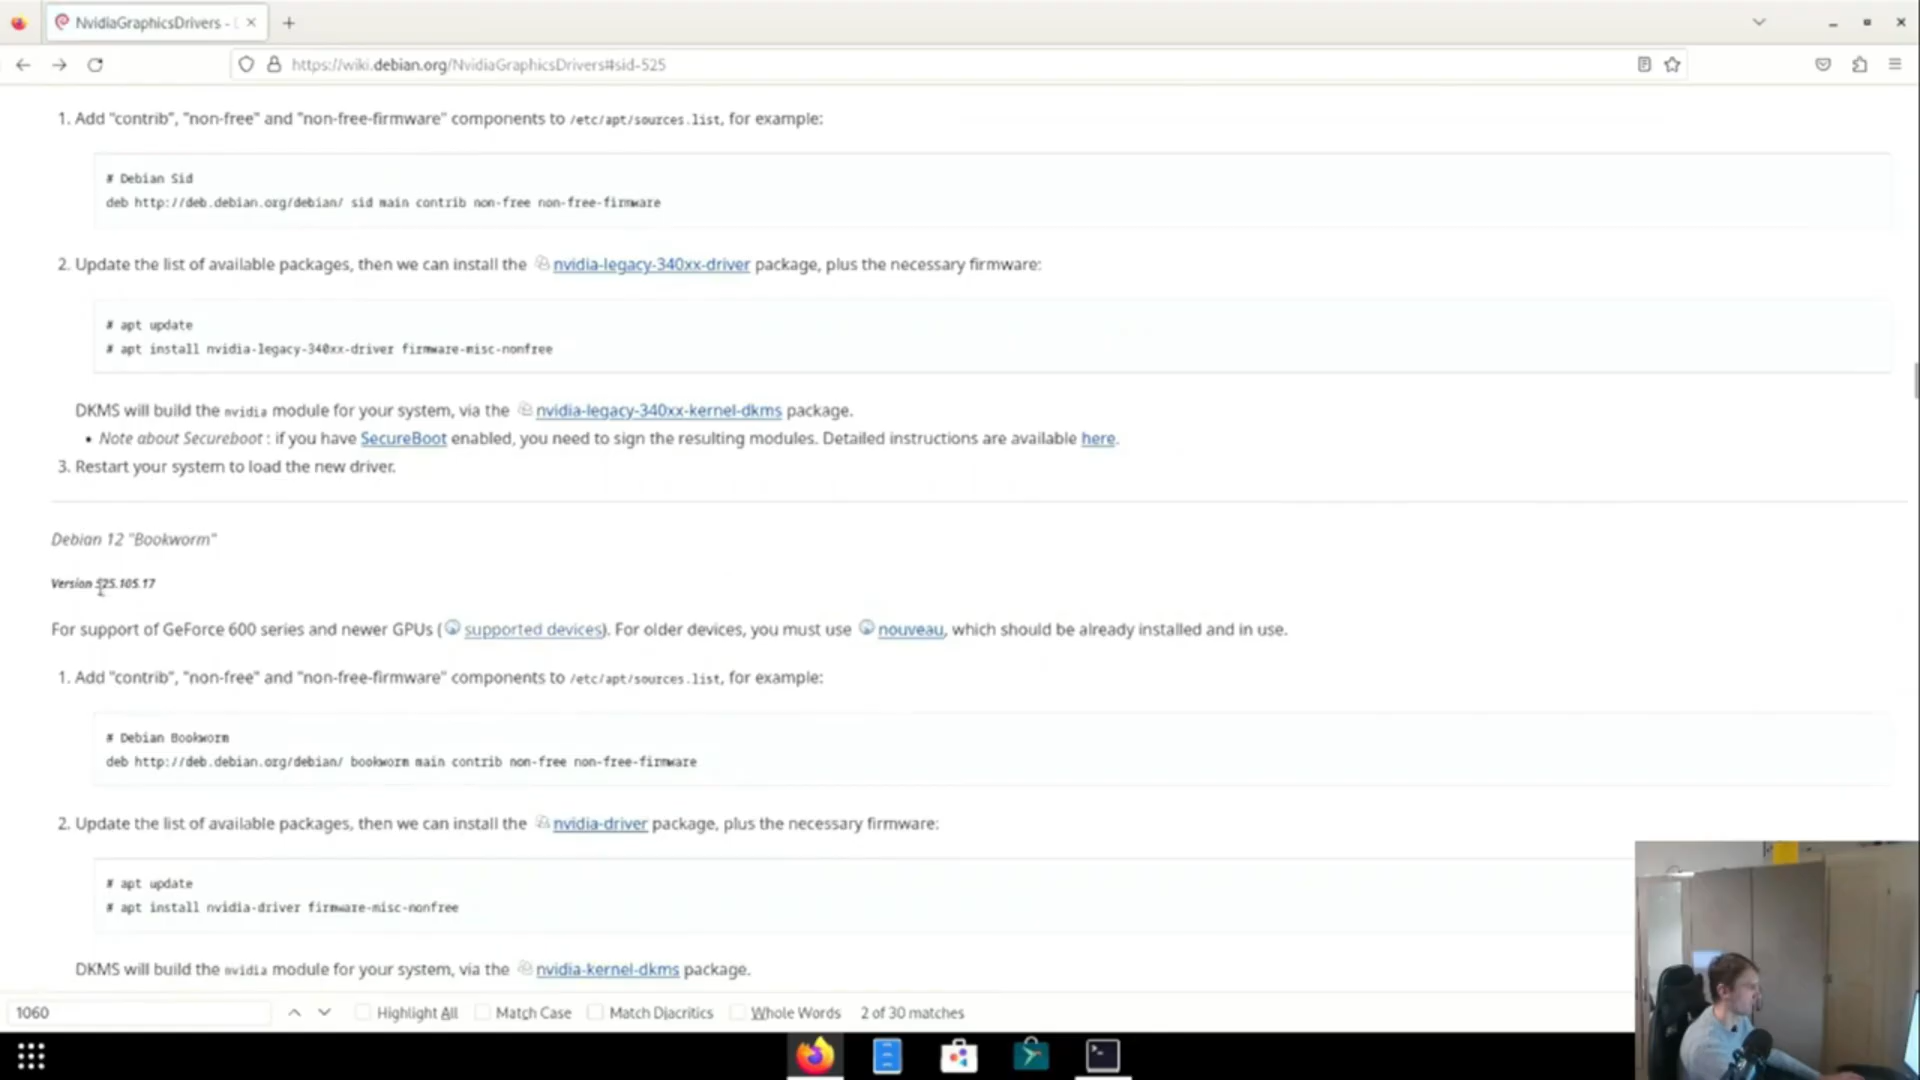 NvidiaGraphicsDrivers -
https://wiki.debian.org/NvidiaGraphicsDrivers#sid-525
1. Add "contrib", "non-free" and "non-free-firmware" components to /etc/apt/sources.list, for example:
# Debian Sid
deb http://deb.debian.org/debian/ sid main contrib non-free non-free-firmware
2. Update the list of available packages, then we can install the nvidia-legacy-340xx-driver package, plus the necessary firmware:
# apt update
# apt install nvidia-legacy-340xx-driver firmware-misc-nonfree
DKMS will build the nvidia module for your system, via the nvidia-legacy-340xx-kernel-dkms package.
• Note about Secureboot : if you have SecureBoot enabled, you need to sign the resulting modules. Detailed instructions are available here.
3. Restart your system to load the new driver.
Debian 12 "Bookworm"
Version 525.105.17
For support of GeForce 600 series and newer GPUs ( supported devices). For older devices, you must use nouveau, which should be already installed and in use.
1. Add "contrib", "non-free" and "non-free-firmware" components to /etc/apt/sources.list, for example:
# Debian Bookworm
deb http://deb.debian.org/debian/ bookworm main contrib non-free non-free-firmware
2. Update the list of available packages, then we can install the nvidia-driver package, plus the necessary firmware:
# apt update
# apt install nvidia-driver firmware-misc-nonfree
DKMS will build the nvidia module for your system, via the nvidia-kernel-dkms package.
1060 Highlight All Match Case Match Diacritics Whole Words 2 of 30 matches